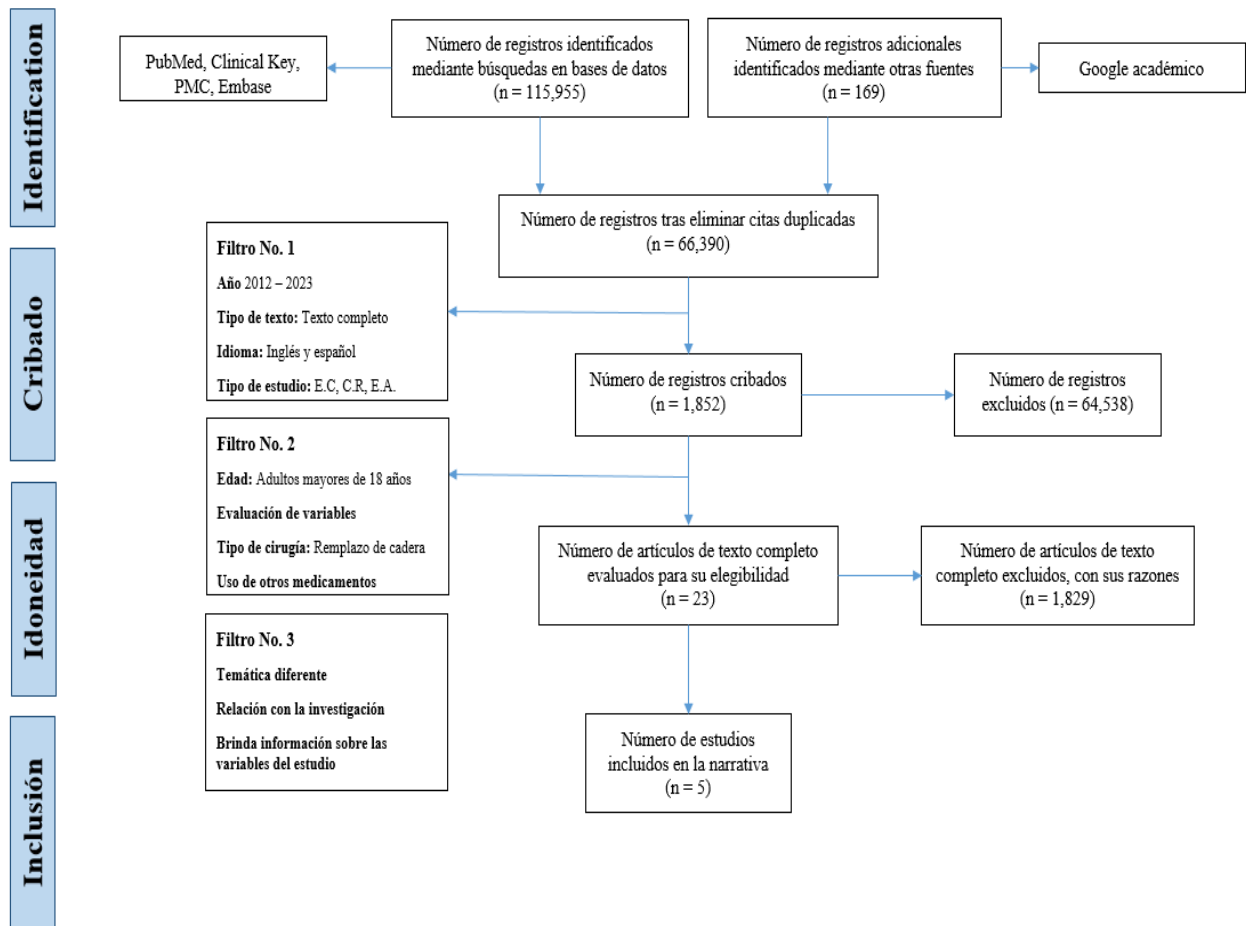 Identification
PubMed, Clinical Key,
PMC, Embase
Número de registros identificados
mediante búsquedas en bases de datos
(n = 115,955)
Número de registros adicionales
identificados mediante otras fuentes
(n = 169)
Google académico
Número de registros tras eliminar citas duplicadas
(n = 66,390)
Cribado
Filtro No. 1
Año 2012 – 2023
Tipo de texto: Texto completo
Idioma: Inglés y español
Tipo de estudio: E.C, C.R, E.A.
Número de registros cribados
(n = 1,852)
Número de registros
excluidos (n = 64,538)
Filtro No. 2
Edad: Adultos mayores de 18 años
Evaluación de variables
Tipo de cirugía: Remplazo de cadera
Uso de otros medicamentos
Idoneidad
Número de artículos de texto completo
evaluados para su elegibilidad
(n = 23)
Número de artículos de texto
completo excluidos, con sus razones
(n = 1,829)
Filtro No. 3
Temática diferente
Relación con la investigación
Brinda información sobre las
variables del estudio
Inclusión
Número de estudios
incluidos en la narrativa
(n = 5)